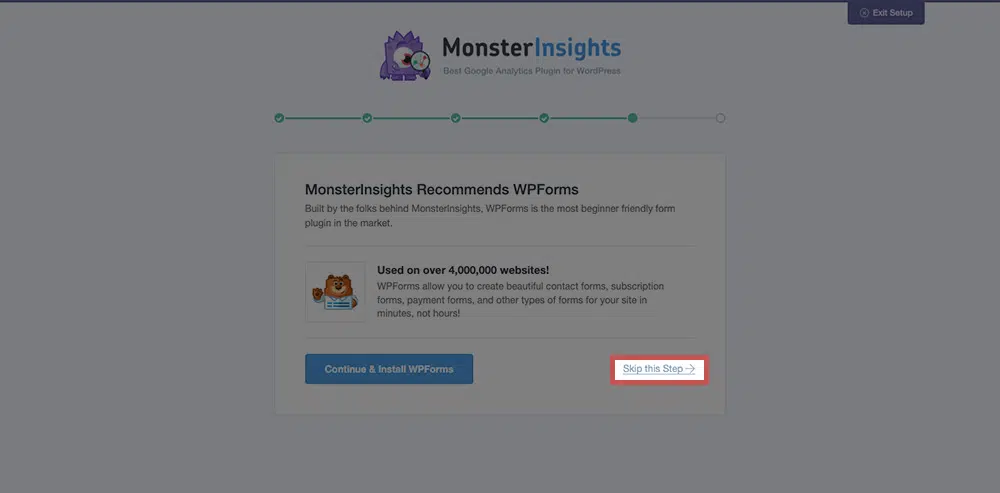 Exit Setup
MonsterInsights
Best Google Analytics Plugin for WordPress
MonsterInsights Recommends WPForms
Built by the folks behind MonsterInsights, WPForms is the most beginner friendly form
plugin in the market.
Used on over 4,000,000 websites!
WPForms allow you to create beautiful contact forms, subscription
forms, payment forms, and other types of forms for your site in
minutes, not hours!
Continue & Install WPForms
Skip this Step →